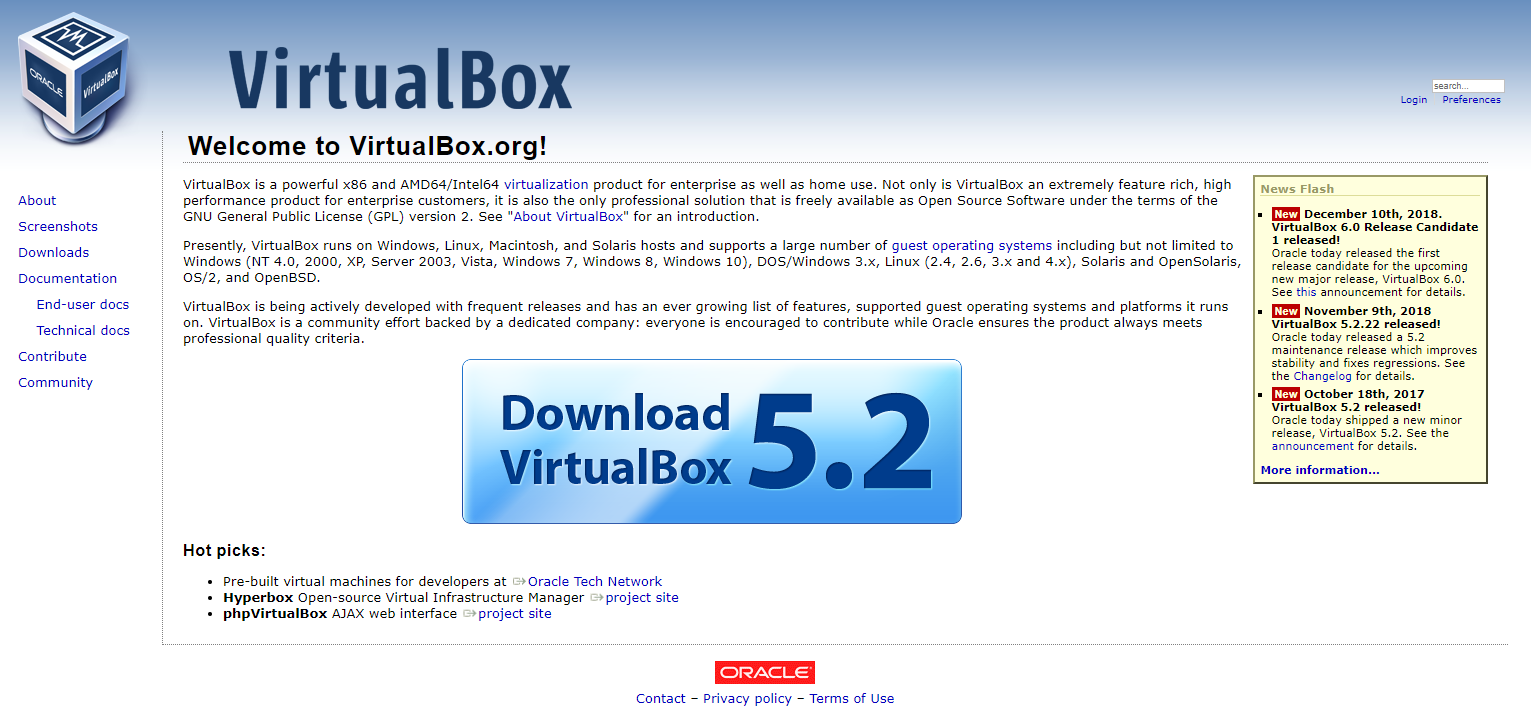 ORACLE
VirtualBox
VirtualBox
search...
Login Preferences
Welcome to VirtualBox.org!
About
Screenshots
Downloads
Documentation
End-user docs
Technical docs
Contribute
Community
VirtualBox is a powerful x86 and AMD64/Intel64 virtualization product for enterprise as well as home use. Not only is VirtualBox an extremely feature rich, high
performance product for enterprise customers, it is also the only professional solution that is freely available as Open Source Software under the terms of the
GNU General Public License (GPL) version 2. See "About VirtualBox" for an introduction.
Presently, VirtualBox runs on Windows, Linux, Macintosh, and Solaris hosts and supports a large number of guest operating systems including but not limited to
Windows (NT 4.0, 2000, XP, Server 2003, Vista, Windows 7, Windows 8, Windows 10), DOS/Windows 3.x, Linux (2.4, 2.6, 3.x and 4.x), Solaris and OpenSolaris,
OS/2, and OpenBSD.
VirtualBox is being actively developed with frequent releases and has an ever growing list of features, supported guest operating systems and platforms it runs
on. VirtualBox is a community effort backed by a dedicated company: everyone is encouraged to contribute while Oracle ensures the product always meets
professional quality criteria.
Download
VirtualBox 5.2
Hot picks:
Pre-built virtual machines for developers at Oracle Tech Network
Hyperbox Open-source Virtual Infrastructure Manager project site
phpVirtualBox AJAX web interface project site
News Flash
New December 10th, 2018.
VirtualBox 6.0 Release Candidate
1 released!
Oracle today released the first
release candidate for the upcoming
new major release, VirtualBox 6.0.
See this announcement for details.
New November 9th, 2018
VirtualBox 5.2.22 released!
Oracle today released a 5.2
maintenance release which improves
stability and fixes regressions. See
the Changelog for details.
New October 18th, 2017
VirtualBox 5.2 released!
Oracle today shipped a new minor
release, VirtualBox 5.2. See the
announcement for details.
More information...
ORACLE
Contact – Privacy policy – Terms of Use